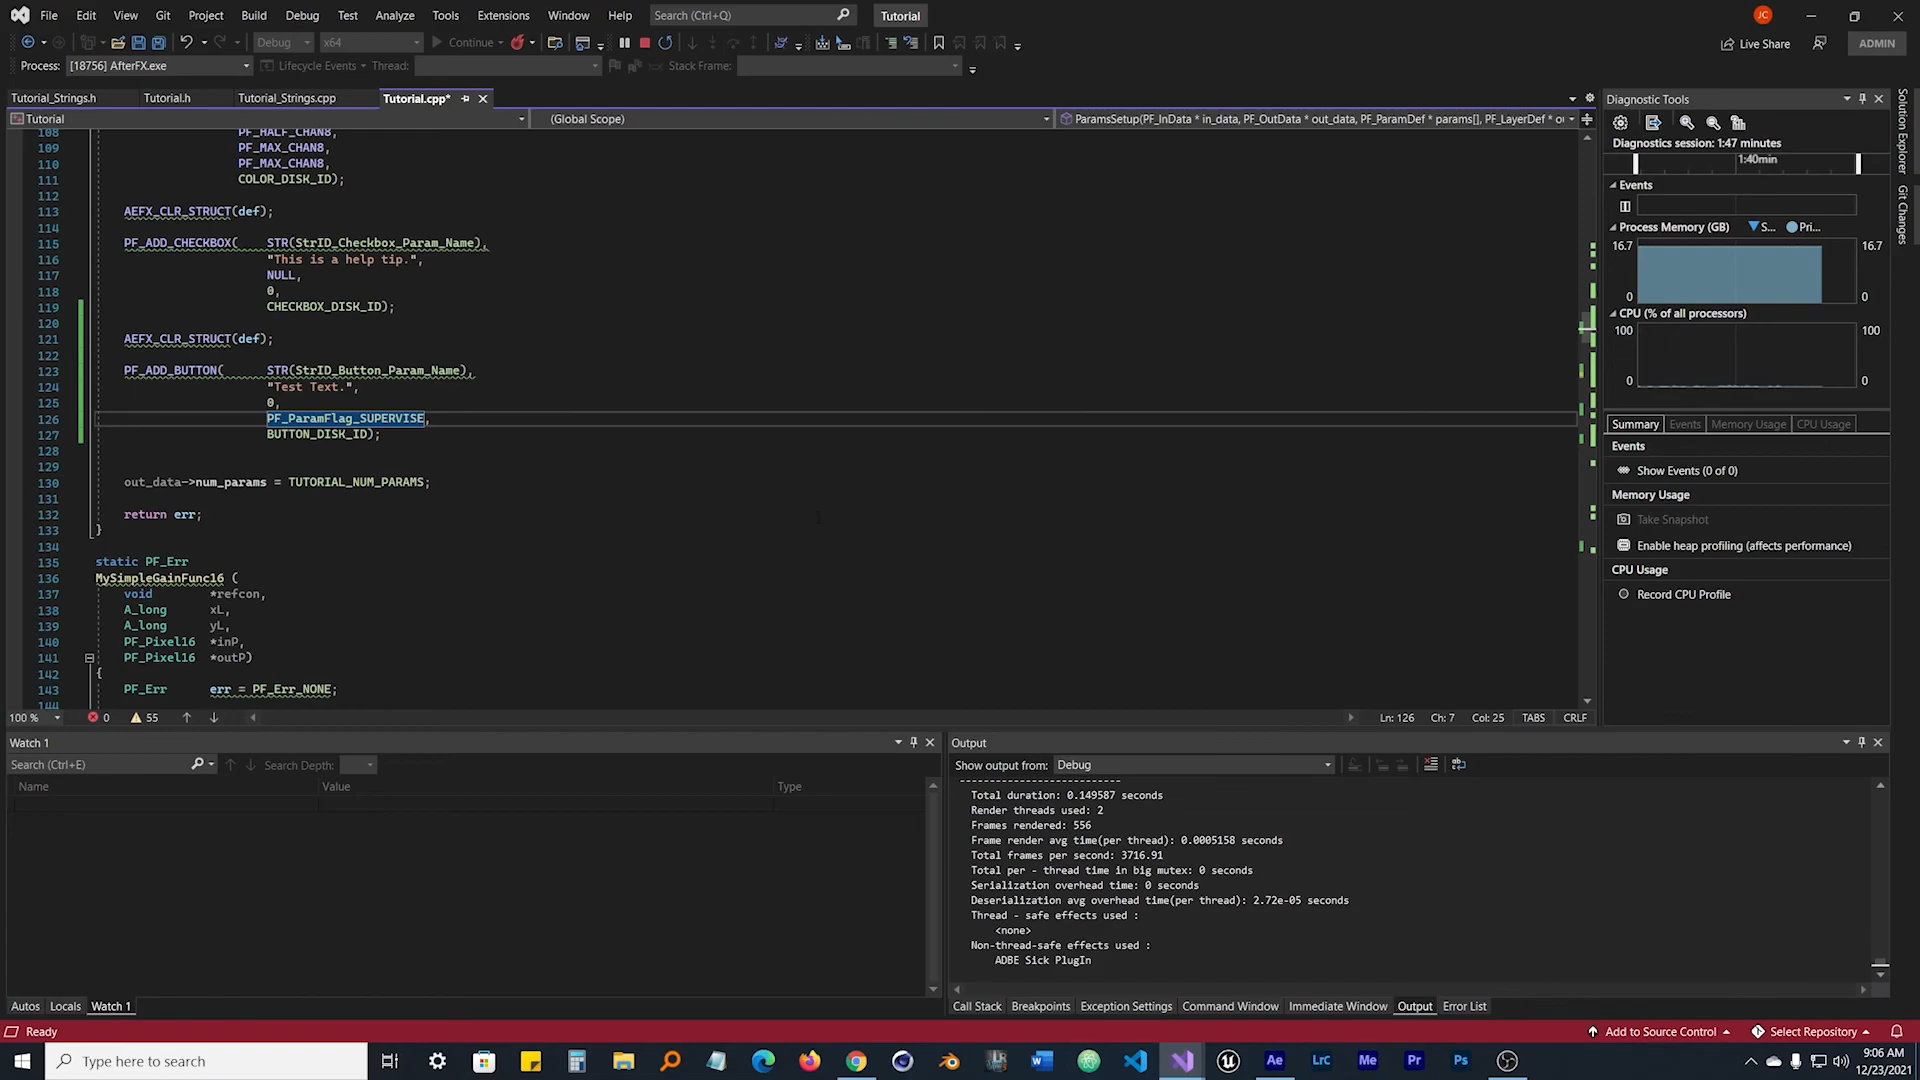 File Edit View Git Project Build Debug Test Analyze Tools Extensions Window Help Search (Ctrl+Q) Tutorial JC
Debug x64 Continue Live Share ADMIN
Process: [18756] AfterFX.exe Lifecycle Events Thread: Stack Frame:
Tutorial_Strings.h Tutorial.h Tutorial_Strings.cpp Tutorial.cpp*
Tutorial (Global Scope) ParamsSetup(PF_InData * in_data, PF_OutData * out_data, PF_ParamDef * params[], PF_LayerDef * o
108 PF_HALF_CHAN8,
109 PF_MAX_CHAN8,
110 PF_MAX_CHAN8,
111 COLOR_DISK_ID);
112
113 AEFX_CLR_STRUCT(def);
114
115 PF_ADD_CHECKBOX( STR(StrID_Checkbox_Param_Name),
116 "This is a help tip.",
117 NULL,
118 0,
119 CHECKBOX_DISK_ID);
120
121 AEFX_CLR_STRUCT(def);
122
123 PF_ADD_BUTTON( STR(StrID_Button_Param_Name),
124 "Test Text.",
125 0,
126 PF_ParamFlag_SUPERVISE,
127 BUTTON_DISK_ID);
128
129
130 out_data->num_params = TUTORIAL_NUM_PARAMS;
131
132 return err;
133 }
134
135 static PF_Err
136 MySimpleGainFunc16 (
137 void *refcon,
138 A_long xL,
139 A_long yL,
140 PF_Pixel16 *inP,
141 PF_Pixel16 *outP)
142 {
143 PF_Err err = PF_Err_NONE;
144
100 % 0 55 Ln: 126 Ch: 7 Col: 25 TABS CRLF
Diagnostic Tools
Diagnostics session: 1:47 minutes
1:40min
Events
Process Memory (GB) S... Pri...
16.7 16.7
0 0
CPU (% of all processors)
100 100
0 0
Summary Events Memory Usage CPU Usage
Events
Show Events (0 of 0)
Memory Usage
Take Snapshot
Enable heap profiling (affects performance)
CPU Usage
Record CPU Profile
Solution Explorer
Git Changes
Watch 1
Search (Ctrl+E) Search Depth:
Name Value Type
Autos Locals Watch 1
Output
Show output from: Debug
Total duration: 0.149587 seconds
Render threads used: 2
Frames rendered: 556
Frame render avg time(per thread): 0.0005158 seconds
Total frames per second: 3716.91
Total per - thread time in big mutex: 0 seconds
Serialization overhead time: 0 seconds
Deserialization avg overhead time(per thread): 2.72e-05 seconds
Thread - safe effects used :
<none>
Non-thread-safe effects used :
ADBE Sick PlugIn
Call Stack Breakpoints Exception Settings Command Window Immediate Window Output Error List
Ready Add to Source Control Select Repository
Type here to search Ae LrC Me Pr Ps 9:06 AM
12/23/2021